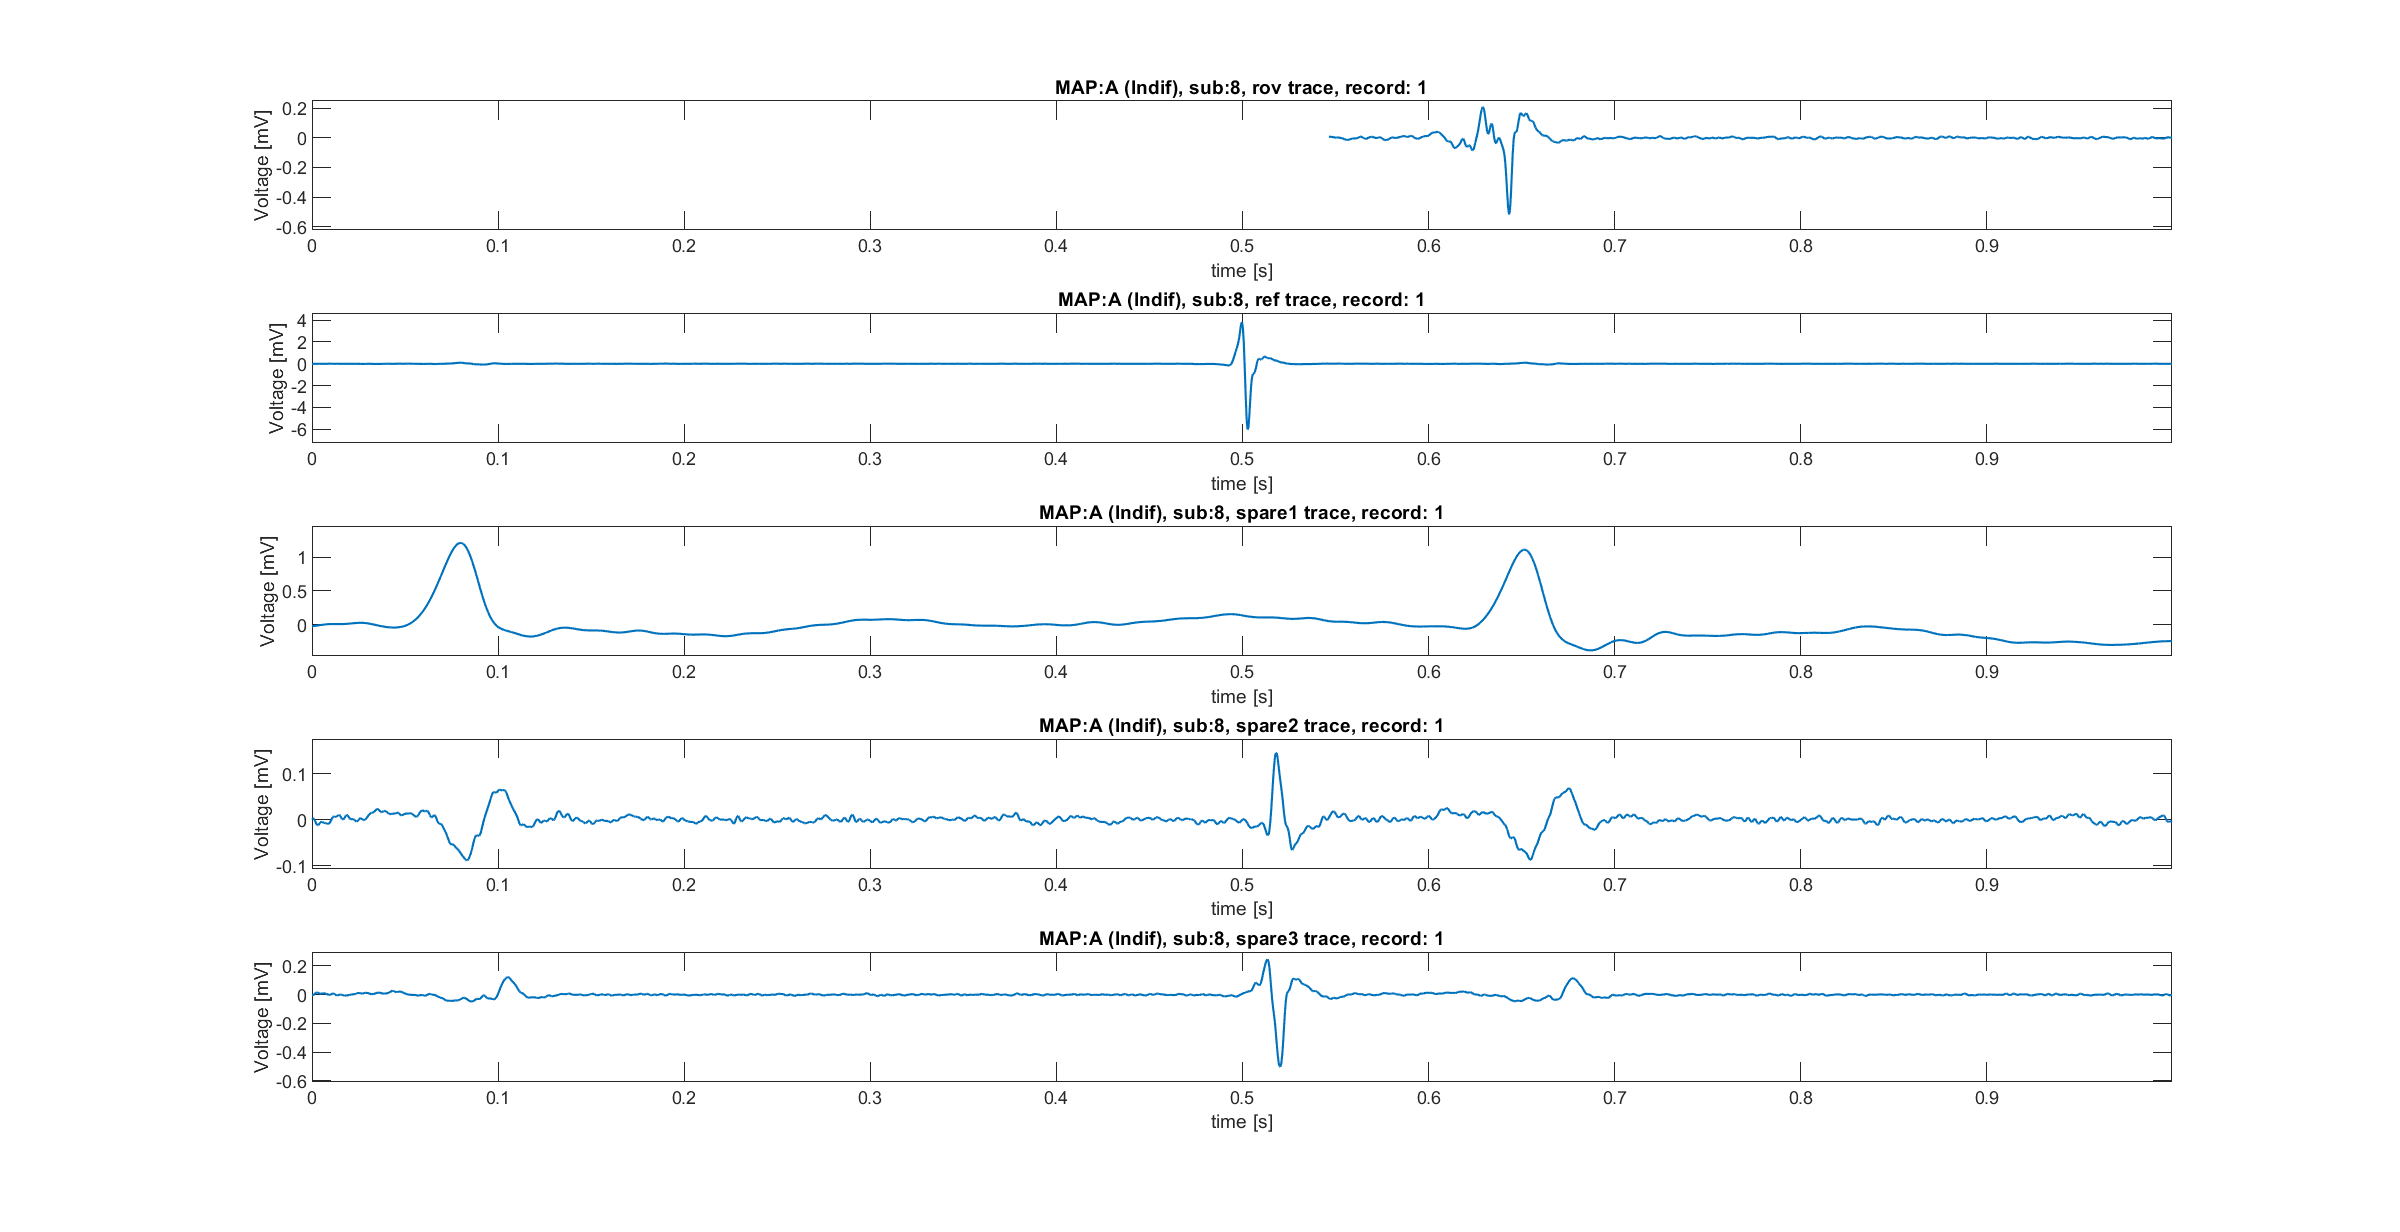 MAP:A (Indif), sub:8, rov trace, record: 1
Voltage [mV]
0.2
0
-0.2
-0.4
-0.6
0 0.1 0.2 0.3 0.4 0.5 0.6 0.7 0.8 0.9
time [s]
MAP:A (Indif), sub:8, ref trace, record: 1
Voltage [mV]
4
2
0
-2
-4
-6
0 0.1 0.2 0.3 0.4 0.5 0.6 0.7 0.8 0.9
time [s]
MAP:A (Indif), sub:8, spare1 trace, record: 1
Voltage [mV]
1
0.5
0
0 0.1 0.2 0.3 0.4 0.5 0.6 0.7 0.8 0.9
time [s]
MAP:A (Indif), sub:8, spare2 trace, record: 1
Voltage [mV]
0.1
0
-0.1
0 0.1 0.2 0.3 0.4 0.5 0.6 0.7 0.8 0.9
time [s]
MAP:A (Indif), sub:8, spare3 trace, record: 1
Voltage [mV]
0.2
0
-0.2
-0.4
-0.6
0 0.1 0.2 0.3 0.4 0.5 0.6 0.7 0.8 0.9
time [s]